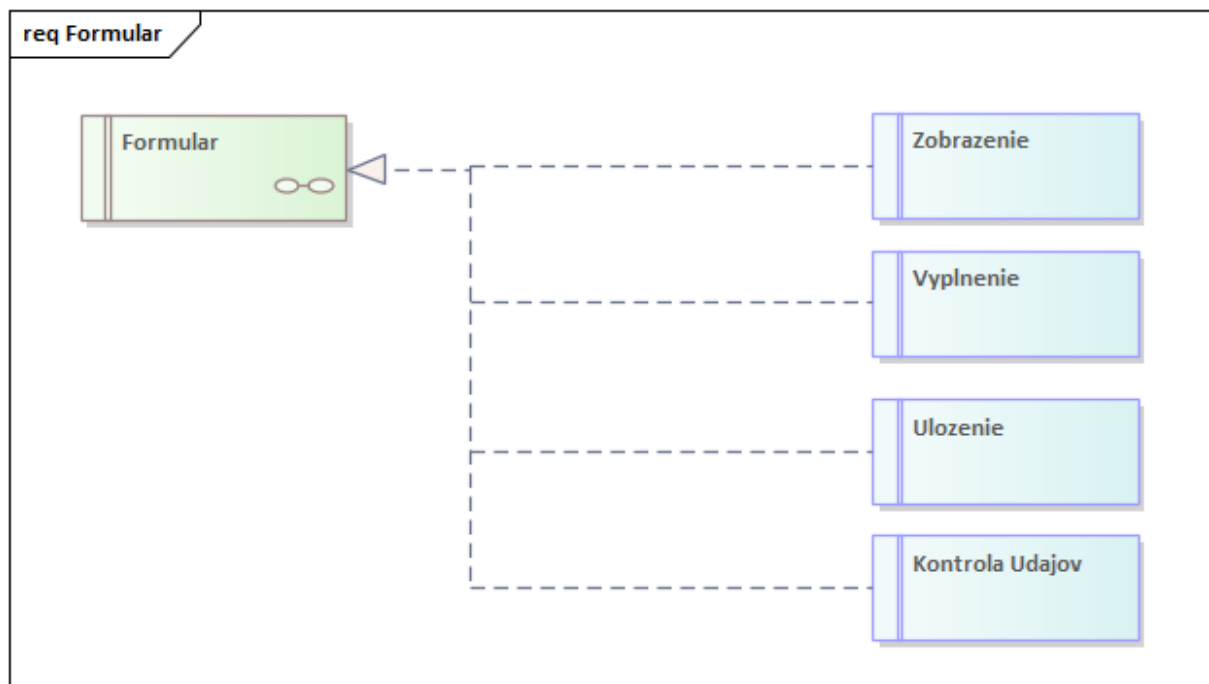 req Formular
Formular
Zobrazenie
Vyplnenie
Ulozenie
Kontrola Udajov